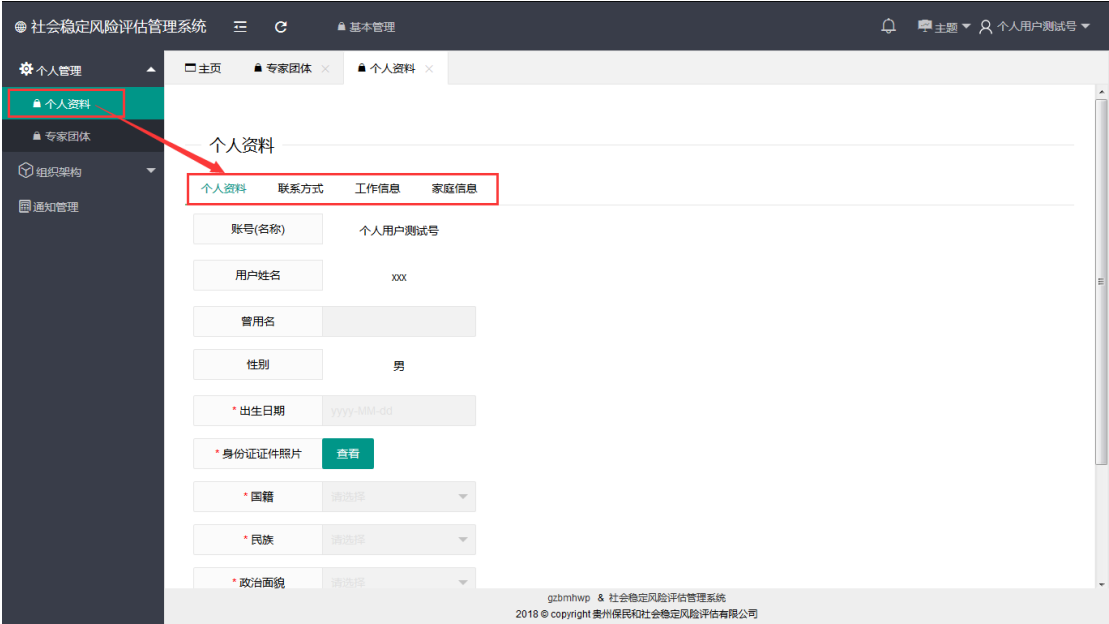 社会稳定风险评估管理系统 基本管理 主题 个人用户测试号
个人管理 主页 专家团体 个人资料
个人资料
专家团体
组织架构
通知管理
个人资料
个人资料 联系方式 工作信息 家庭信息
账号(名称) 个人用户测试号
用户姓名 xxx
曾用名
性别 男
*出生日期 yyyy-MM-dd
*身份证证件照片 查看
*国籍 请选择
*民族 请选择
*政治面貌 请选择
gzbmhwp & 社会稳定风险评估管理系统
2018 © copyright 贵州保民和社会稳定风险评估有限公司